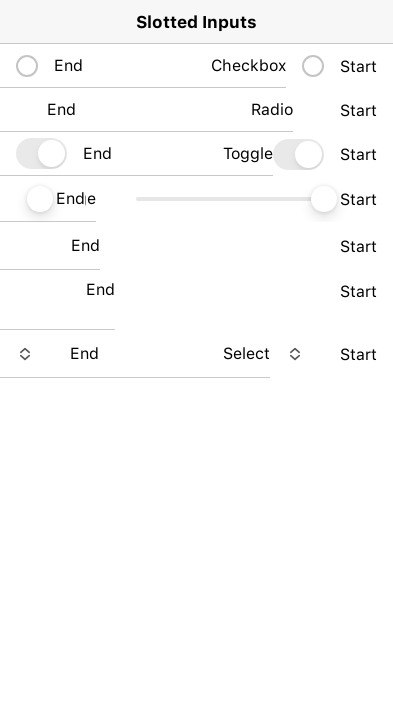 Slotted Inputs
End Checkbox Start
End Radio Start
End Toggle Start
End Start
End Start
End Start
End Select Start